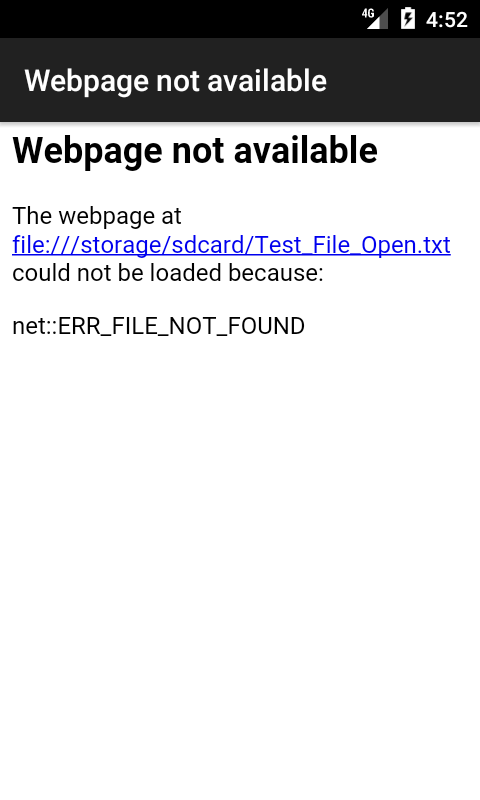 4G 4:52
Webpage not available
Webpage not available
The webpage at
file:///storage/sdcard/Test_File_Open.txt
could not be loaded because:
net::ERR_FILE_NOT_FOUND